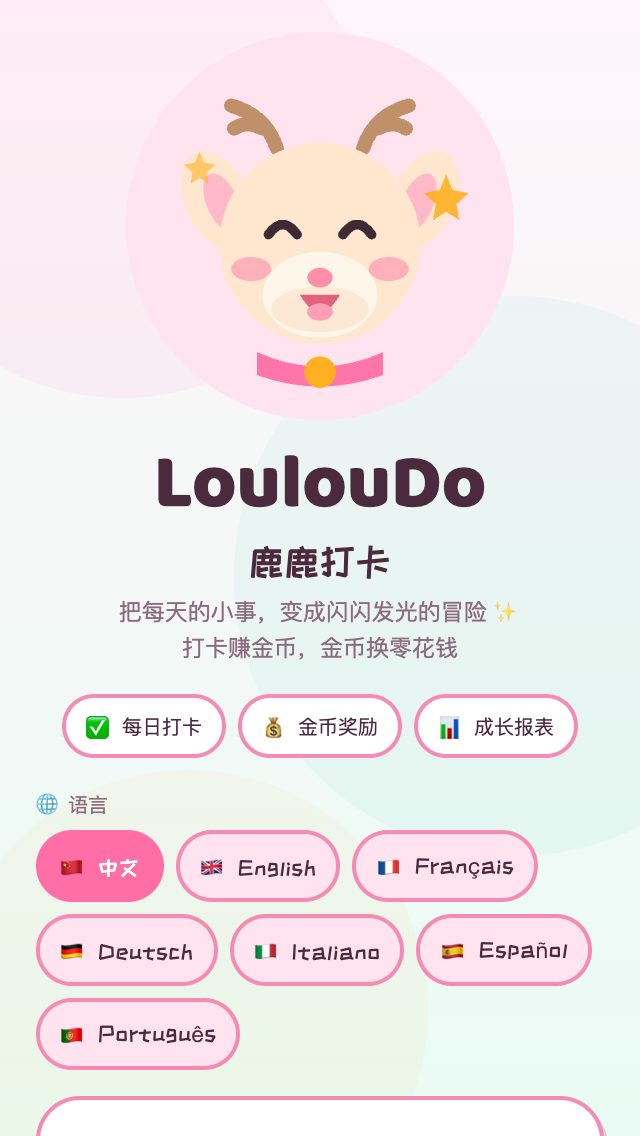 LoulouDo
鹿鹿打卡
把每天的小事，变成闪闪发光的冒险 ✨
打卡赚金币，金币换零花钱
✅ 每日打卡 💰 金币奖励 📊 成长报表
🌐 语言
🇨🇳 中文 🇬🇧 English 🇫🇷 Français
🇩🇪 Deutsch 🇮🇹 Italiano 🇪🇸 Español
🇵🇹 Português